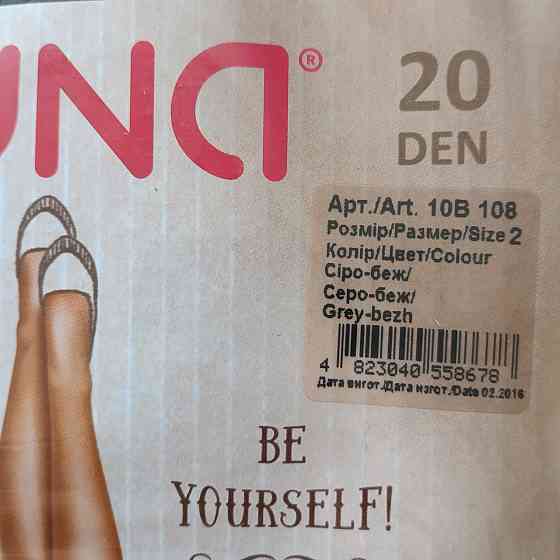 UNA®
20
DEN
Арт./Art. 10В 108
Розмір/Размер/Size 2
Колір/Цвет/Colour
Сіро-беж/
Серо-беж/
Grey-bezh
4 823040 558678
Дата вигот./Дата изгот./Date 02.2016
BE
YOURSELF!